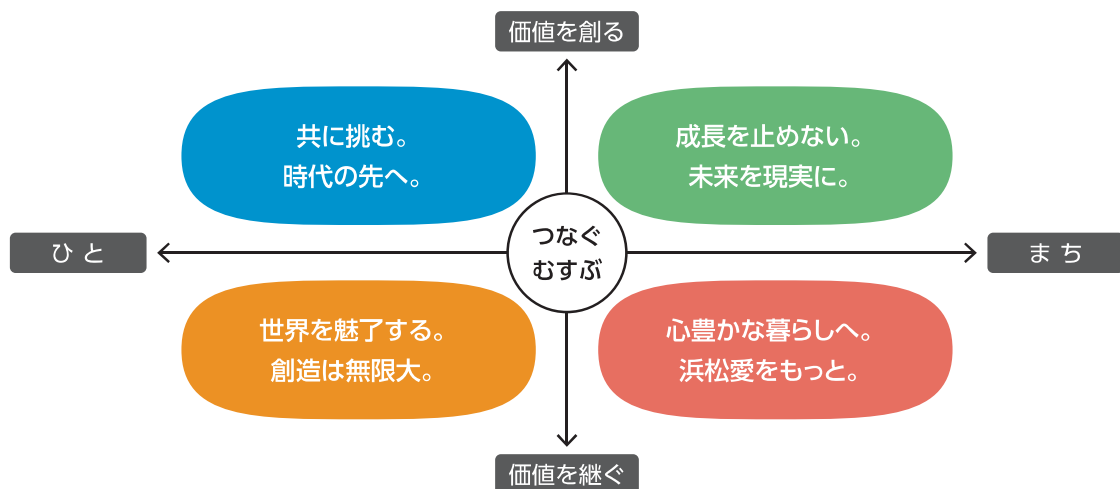 価値を創る
共に挑む。
時代の先へ。
成長を止めない。
未来を現実に。
ひと
つなぐ
むすぶ
まち
世界を魅了する。
創造は無限大。
心豊かな暮らしへ。
浜松愛をもっと。
価値を継ぐ